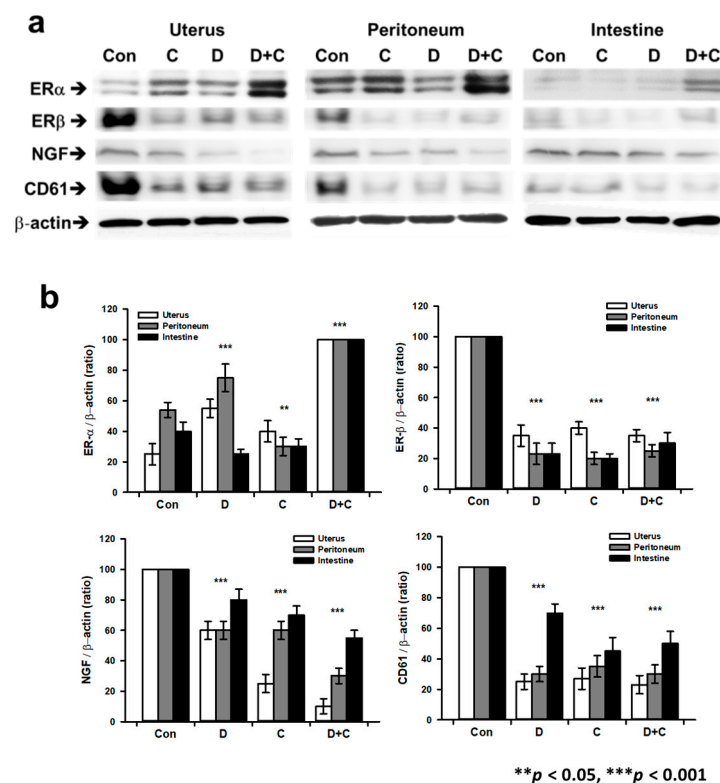 a
Uterus Peritoneum Intestine
Con C D D+C Con C D D+C Con C D D+C
ERα
ERβ
NGF
CD61
β-actin
b
ER-α / β–actin (ratio)
120
100
80
60
40
20
Uterus
Peritoneum
Intestine
***
***
**
Con D C D+C
ER-β / β–actin (ratio)
120
100
80
60
40
20
0
Uterus
Peritoneum
Intestine
*** *** ***
Con D C D+C
NGF / β–actin (ratio)
120
100
80
60
40
20
0
Uterus
Peritoneum
Intestine
*** *** ***
Con D C D+C
CD61 / β–actin (ratio)
120
100
80
60
40
20
0
Uterus
Peritoneum
Intestine
*** *** ***
Con D C D+C
**p < 0.05, ***p < 0.001